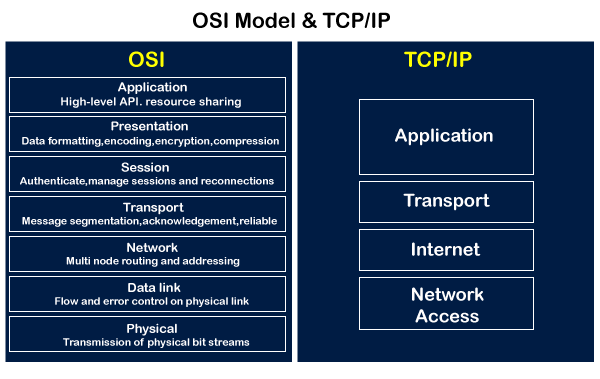 OSI Model & TCP/IP
OSI
Application
High-level API. resource sharing
Presentation
Data formatting,encoding,encryption,compression
Session
Authenticate,manage sessions and reconnections
Transport
Message segmentation,acknowledgement,reliable
Network
Multi node routing and addressing
Data link
Flow and error control on physical link
Physical
Transmission of physical bit streams
TCP/IP
Application
Transport
Internet
Network
Access